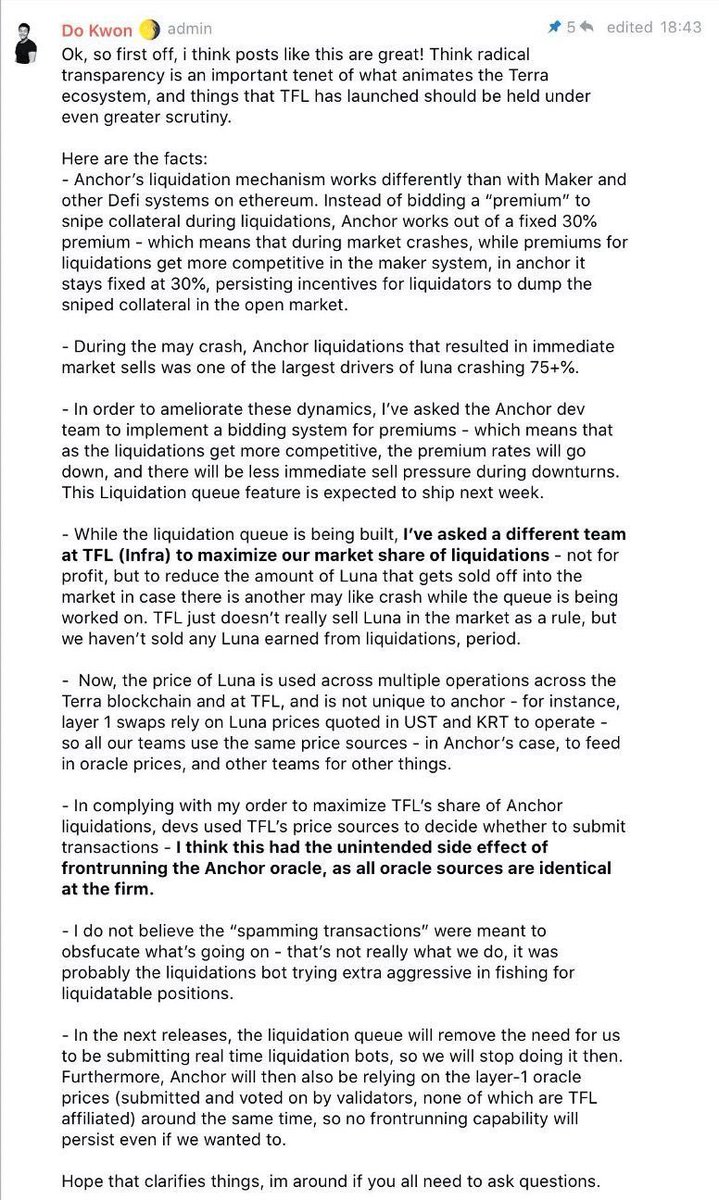 Do Kwon admin 5 edited 18:43
Ok, so first off, i think posts like this are great! Think radical
transparency is an important tenet of what animates the Terra
ecosystem, and things that TFL has launched should be held under
even greater scrutiny.
Here are the facts:
- Anchor's liquidation mechanism works differently than with Maker and
other Defi systems on ethereum. Instead of bidding a “premium” to
snipe collateral during liquidations, Anchor works out of a fixed 30%
premium - which means that during market crashes, while premiums for
liquidations get more competitive in the maker system, in anchor it
stays fixed at 30%, persisting incentives for liquidators to dump the
sniped collateral in the open market.
- During the may crash, Anchor liquidations that resulted in immediate
market sells was one of the largest drivers of luna crashing 75+%.
- In order to ameliorate these dynamics, I've asked the Anchor dev
team to implement a bidding system for premiums - which means that
as the liquidations get more competitive, the premium rates will go
down, and there will be less immediate sell pressure during downturns.
This Liquidation queue feature is expected to ship next week.
- While the liquidation queue is being built, I've asked a different team
at TFL (Infra) to maximize our market share of liquidations - not for
profit, but to reduce the amount of Luna that gets sold off into the
market in case there is another may like crash while the queue is being
worked on. TFL just doesn't really sell Luna in the market as a rule, but
we haven't sold any Luna earned from liquidations, period.
- Now, the price of Luna is used across multiple operations across the
Terra blockchain and at TFL, and is not unique to anchor - for instance,
layer 1 swaps rely on Luna prices quoted in UST and KRT to operate -
so all our teams use the same price sources - in Anchor's case, to feed
in oracle prices, and other teams for other things.
- In complying with my order to maximize TFL's share of Anchor
liquidations, devs used TFL's price sources to decide whether to submit
transactions - I think this had the unintended side effect of
frontrunning the Anchor oracle, as all oracle sources are identical
at the firm.
- I do not believe the “spamming transactions” were meant to
obsfucate what's going on - that's not really what we do, it was
probably the liquidations bot trying extra aggressive in fishing for
liquidatable positions.
- In the next releases, the liquidation queue will remove the need for us
to be submitting real time liquidation bots, so we will stop doing it then.
Furthermore, Anchor will then also be relying on the layer-1 oracle
prices (submitted and voted on by validators, none of which are TFL
affiliated) around the same time, so no frontrunning capability will
persist even if we wanted to.
Hope that clarifies things, im around if you all need to ask questions.